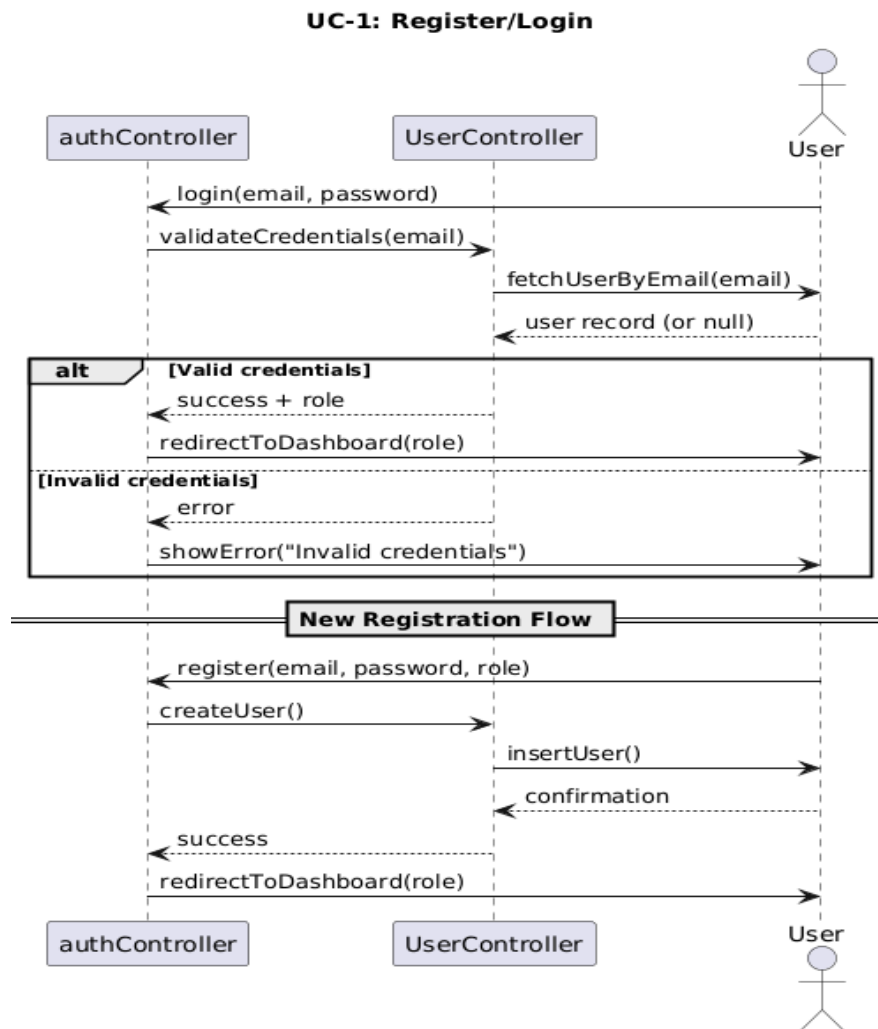 UC-1: Register/Login
authController
UserController
User
login(email, password)
validateCredentials(email)
fetchUserByEmail(email)
user record (or null)
alt
[Valid credentials]
success + role
redirectToDashboard(role)
[Invalid credentials]
error
showError("Invalid credentials")
New Registration Flow
register(email, password, role)
createUser()
insertUser()
confirmation
success
redirectToDashboard(role)
authController
UserController
User